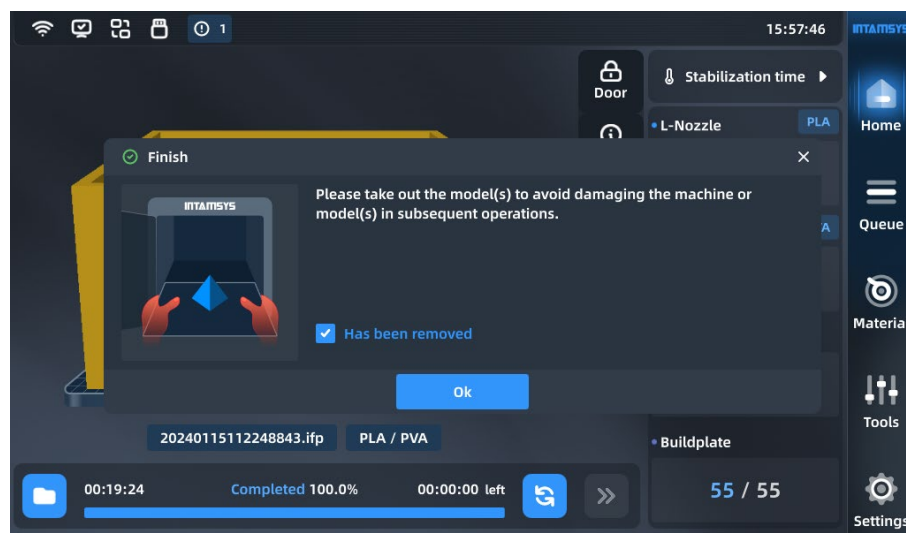 1
15:57:46
INTAMSYS
Door
Stabilization time
L-Nozzle
PLA
Home
Finish
INTAMSYS
Please take out the model(s) to avoid damaging the machine or
model(s) in subsequent operations.
Queue
Has been removed
Ok
Tools
20240115112248843.ifp
PLA / PVA
Buildplate
00:19:24
Completed 100.0%
00:00:00 left
55 / 55
Settings